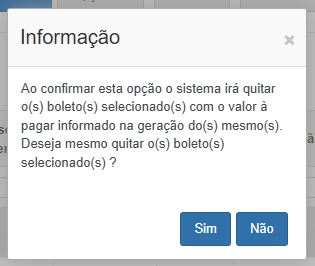 Informação
×
Ao confirmar esta opção o sistema irá quitar
o(s) boleto(s) selecionado(s) com o valor à
pagar informado na geração do(s) mesmo(s).
Deseja mesmo quitar o(s) boleto(s)
selecionado(s) ?
Sim
Não